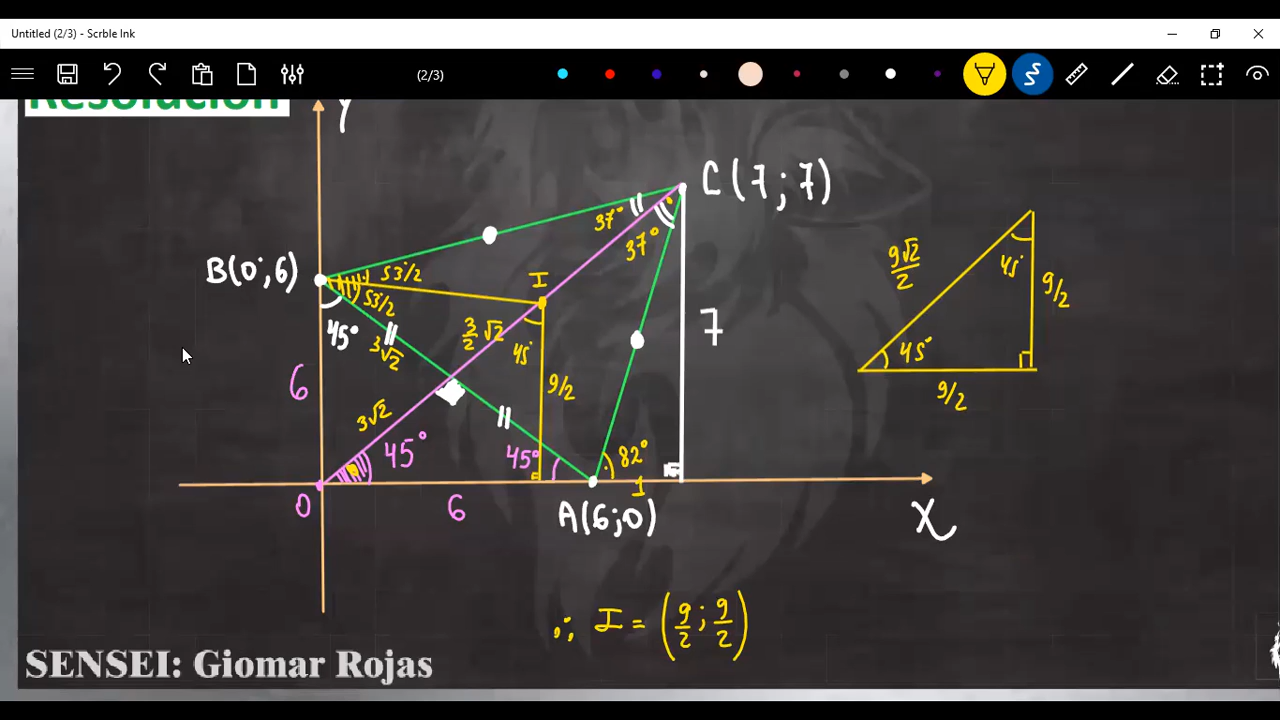 Untitled (2/3) - Scrble Ink
(2/3)
Resolución
Y
C(7;7)
37°
37°
B(0;6)
53°/2
53°/2
I
45°
3√2
3/2 √2
45°
9/2
7
6
3√2
45°
45°
82°
1
O
6
A(6;0)
X
9√2/2
45°
9/2
45°
9/2
∴ I = (9/2 ; 9/2)
SENSEI: Giomar Rojas